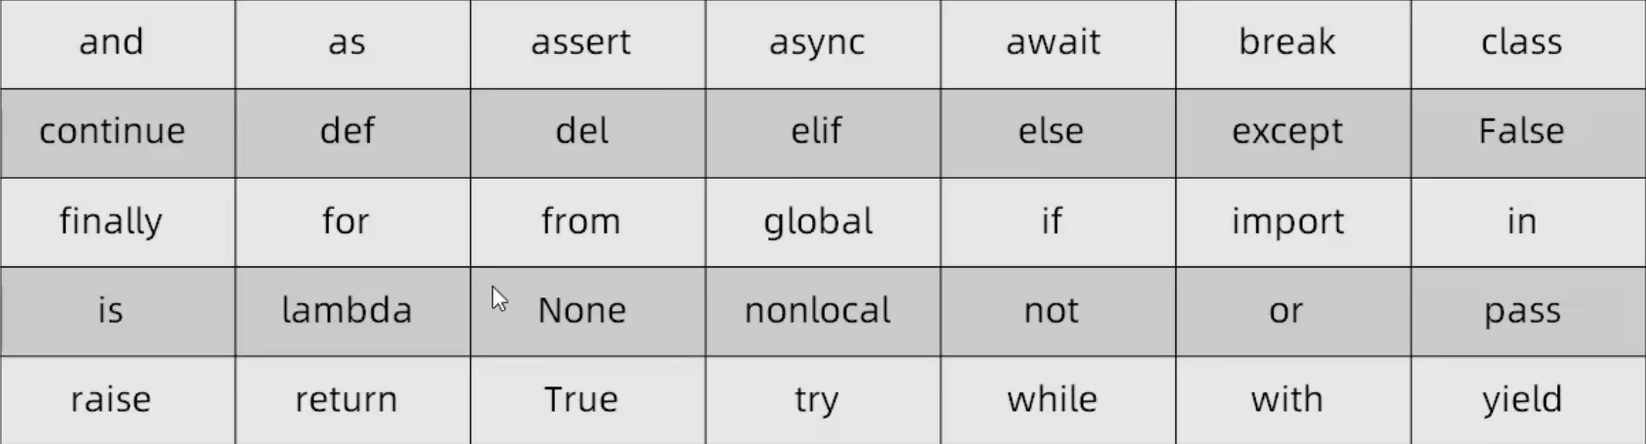 and as assert async await break class
continue def del elif else except False
finally for from global if import in
is lambda None nonlocal not or pass
raise return True try while with yield